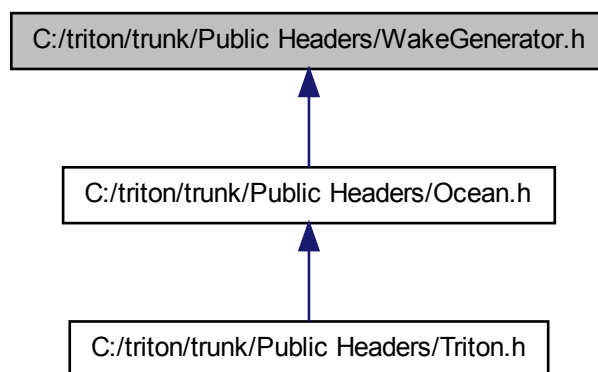 C:/triton/trunk/Public Headers/WakeGenerator.h
C:/triton/trunk/Public Headers/Ocean.h
C:/triton/trunk/Public Headers/Triton.h